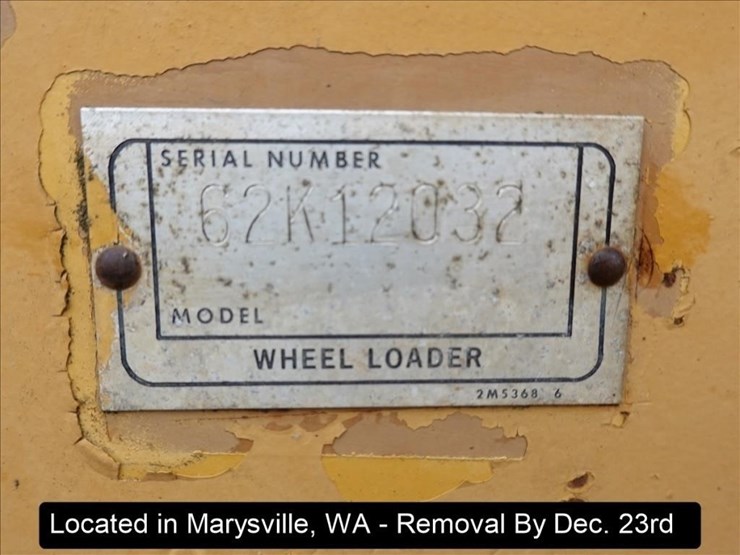 SERIAL NUMBER
62K12032
MODEL
WHEEL LOADER
2M5368 6
Located in Marysville, WA - Removal By Dec. 23rd